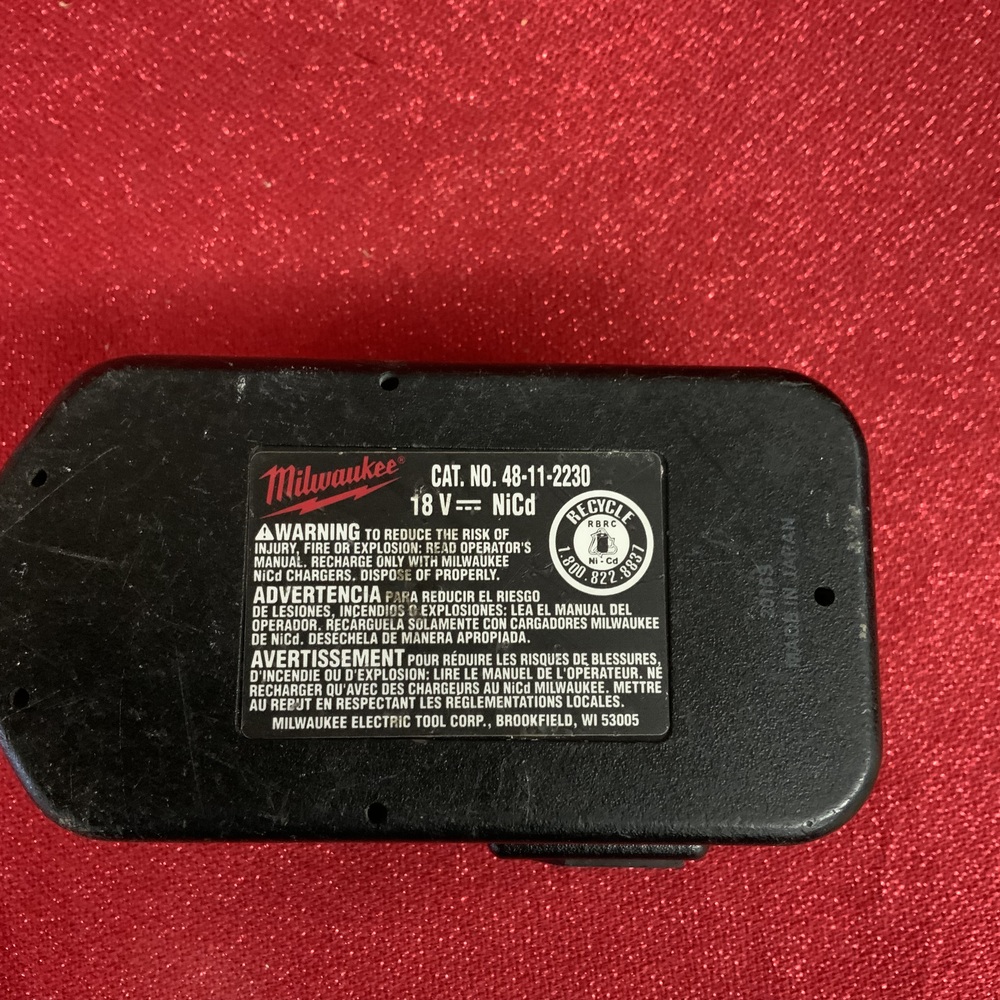 Milwaukee®
CAT. NO. 48-11-2230
18 V NiCd
RECYCLE
RBRC
Ni-Cd
1.800.822.8837
WARNING TO REDUCE THE RISK OF
INJURY, FIRE OR EXPLOSION: READ OPERATOR'S
MANUAL. RECHARGE ONLY WITH MILWAUKEE
NiCd CHARGERS. DISPOSE OF PROPERLY.
ADVERTENCIA PARA REDUCIR EL RIESGO
DE LESIONES, INCENDIOS O EXPLOSIONES: LEA EL MANUAL DEL
OPERADOR. RECARGUELA SOLAMENTE CON CARGADORES MILWAUKEE
DE NiCd. DESECHELA DE MANERA APROPIADA.
AVERTISSEMENT POUR RÉDUIRE LES RISQUES DE BLESSURES,
D'INCENDIE OU D'EXPLOSION: LIRE LE MANUEL DE L'OPERATEUR. NE
RECHARGER QU'AVEC DES CHARGEURS AU NiCd MILWAUKEE. METTRE
AU REBUT EN RESPECTANT LES RÉGLEMENTATIONS LOCALES.
MILWAUKEE ELECTRIC TOOL CORP., BROOKFIELD, WI 53005
MADE IN